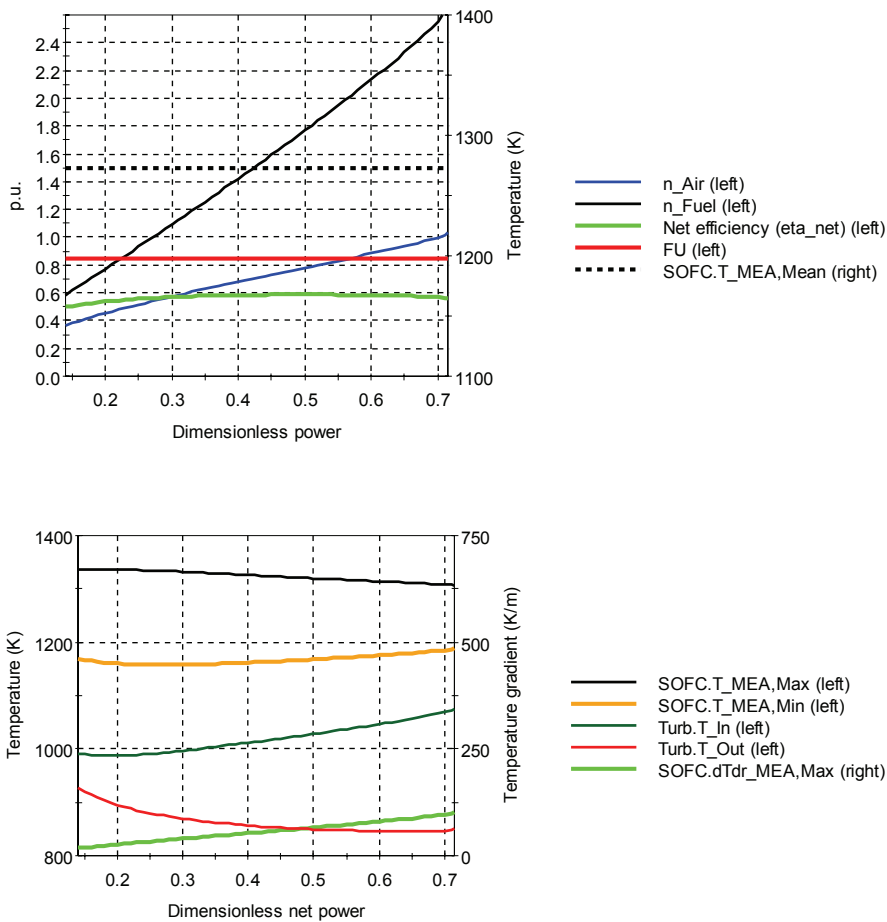 1400
2.4
2.2
2.0
1.8
1300
1.6
1.4
p.u.
Temperature (K)
1.2
1.0
1200
0.8
0.6
0.4
0.2
0.0
1100
0.2 0.3 0.4 0.5 0.6 0.7
Dimensionless power
n_Air (left)
n_Fuel (left)
Net efficiency (eta_net) (left)
FU (left)
SOFC.T_MEA,Mean (right)
1400 750
1200 500
Temperature (K)
Temperature gradient (K/m)
1000 250
800 0
0.2 0.3 0.4 0.5 0.6 0.7
Dimensionless net power
SOFC.T_MEA,Max (left)
SOFC.T_MEA,Min (left)
Turb.T_In (left)
Turb.T_Out (left)
SOFC.dTdr_MEA,Max (right)